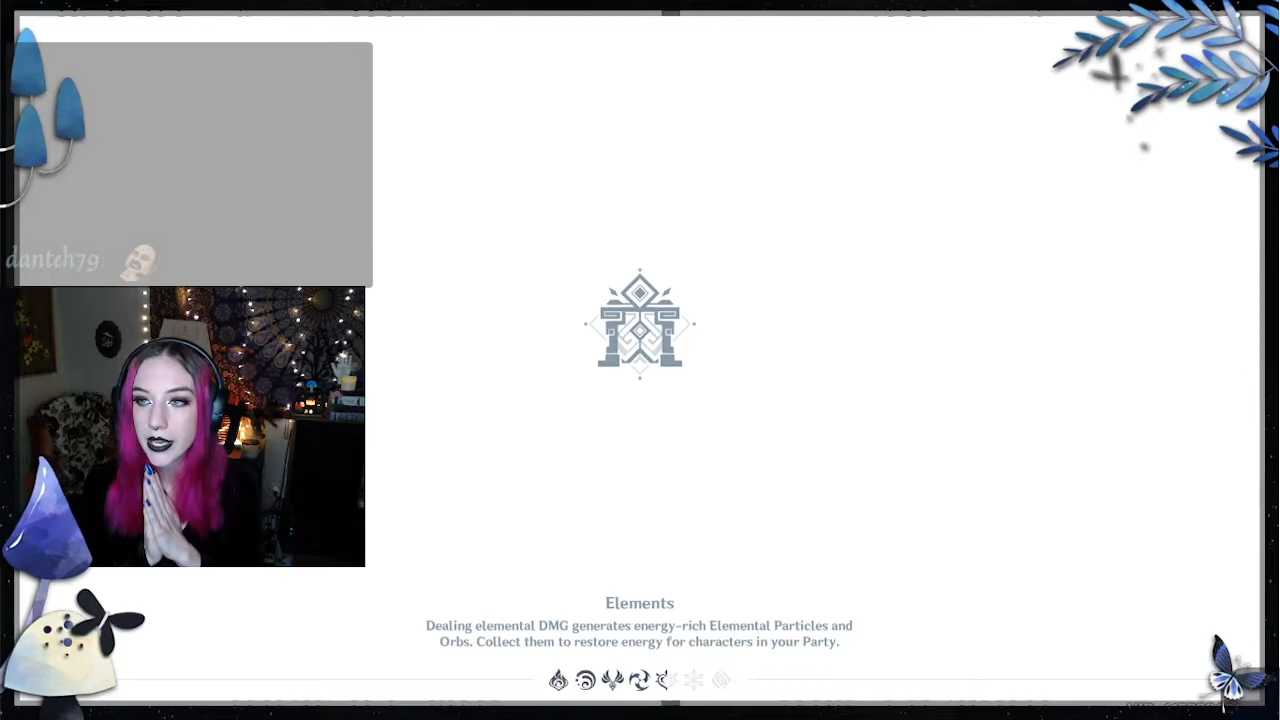 danteh79:
Elements
Dealing elemental DMG generates energy-rich Elemental Particles and
Orbs. Collect them to restore energy for characters in your Party.